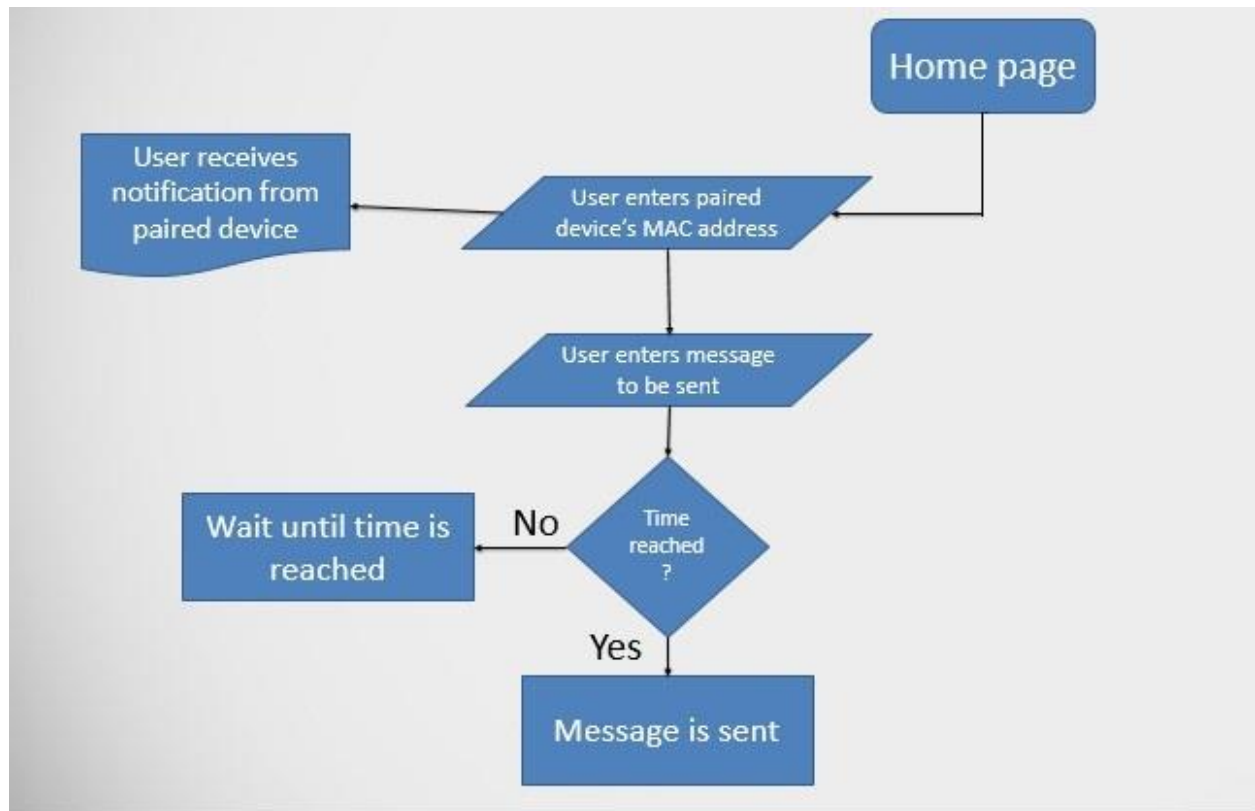 Home page
User receives
notification from
paired device
User enters paired
device's MAC address
User enters message
to be sent
Time
reached
?
No
Wait until time is
reached
Yes
Message is sent